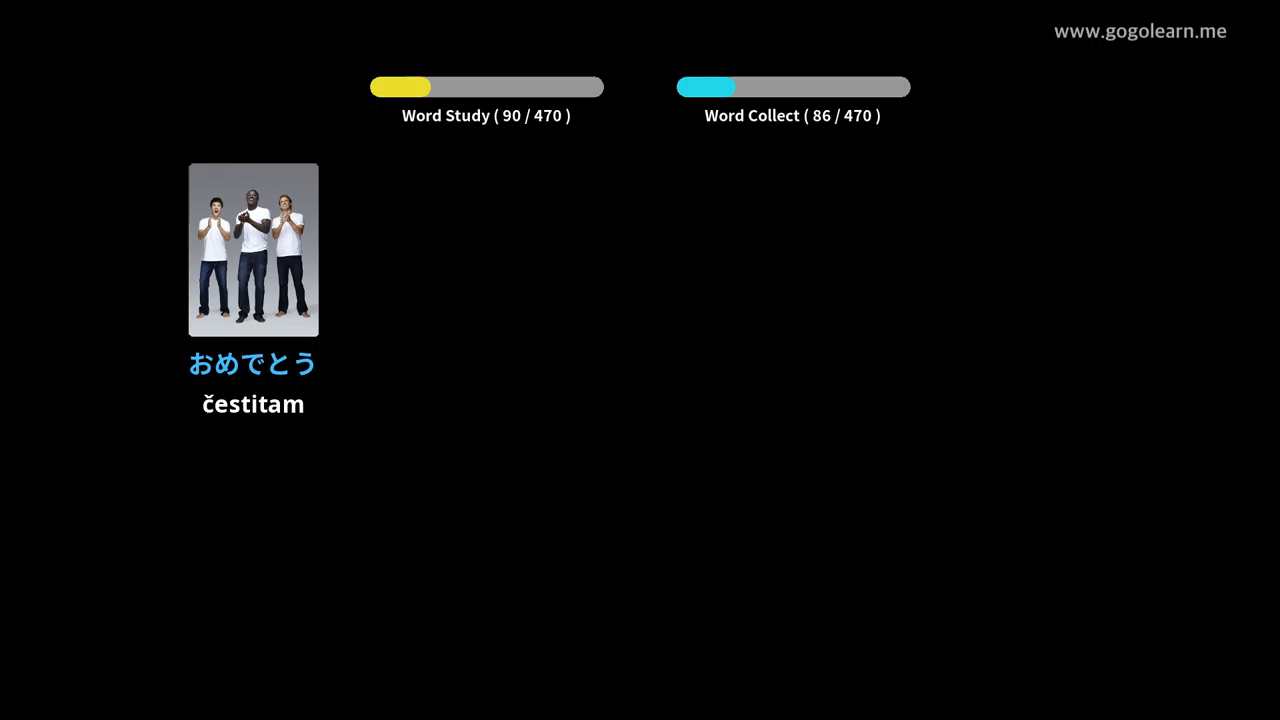 www.gogolearn.me
Word Study ( 90 / 470 )
Word Collect ( 86 / 470 )
おめでとう
čestitam